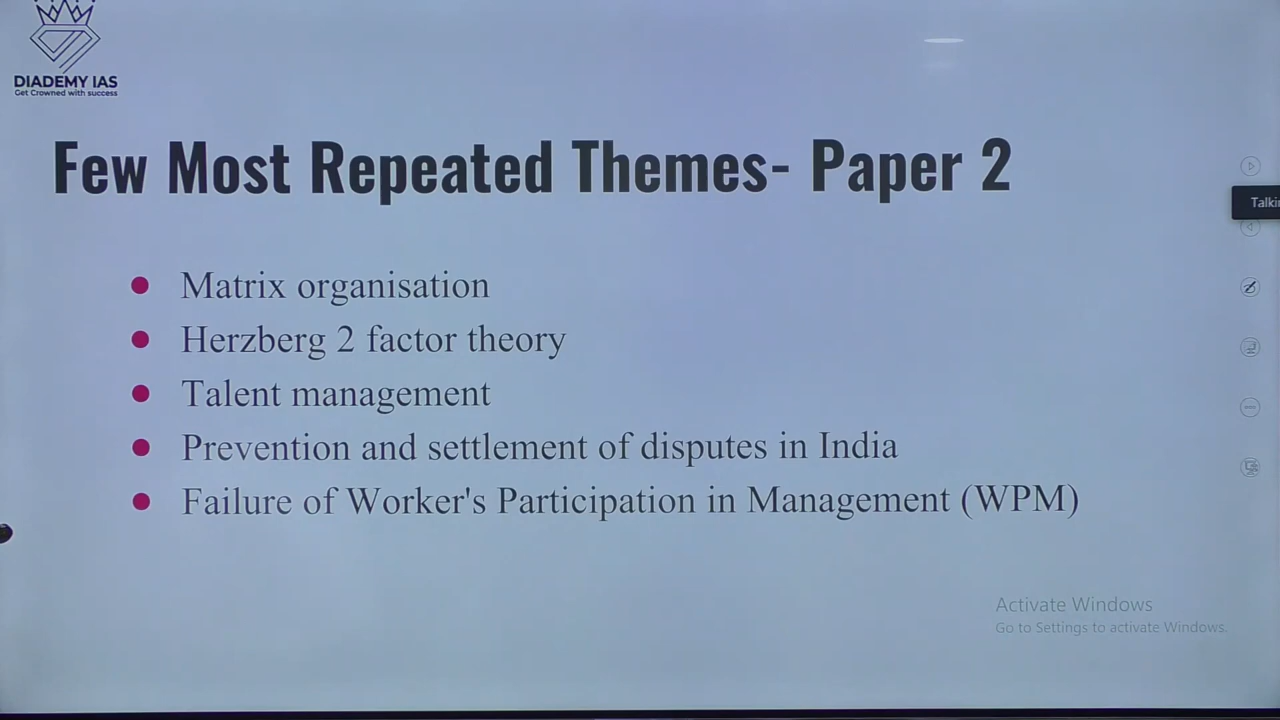 DIADEMY IAS
Get Crowned with success
Few Most Repeated Themes- Paper 2
Matrix organisation
Herzberg 2 factor theory
Talent management
Prevention and settlement of disputes in India
Failure of Worker's Participation in Management (WPM)
Activate Windows
Go to Settings to activate Windows.